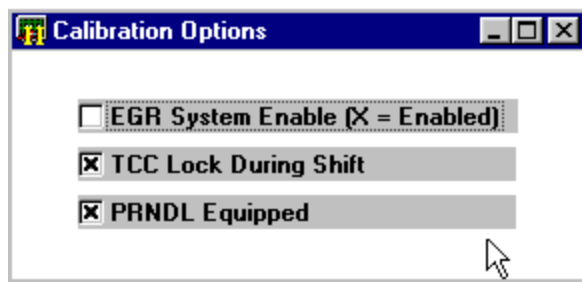 Calibration Options
EGR System Enable (X = Enabled)
TCC Lock During Shift
PRNDL Equipped